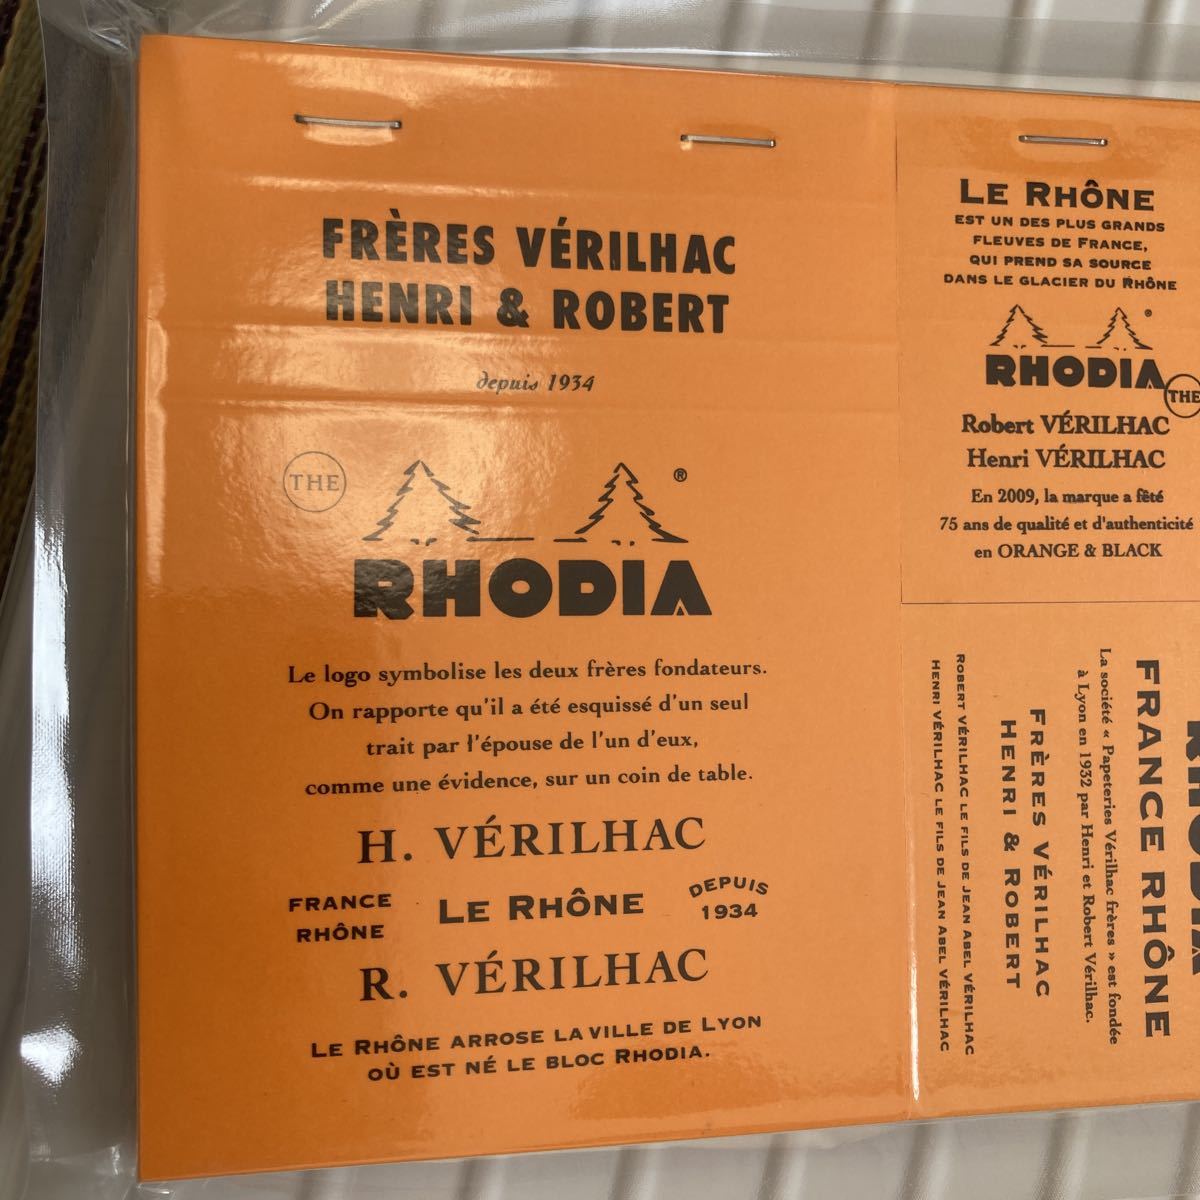 FRÈRES VÉRILHAC
HENRI & ROBERT
depuis 1934
THE
®
RHODIA
Le logo symbolise les deux frères fondateurs.
On rapporte qu'il a été esquissé d'un seul
trait par l'épouse de l'un d'eux,
comme une évidence, sur un coin de table.
H. VÉRILHAC
FRANCE
RHÔNE
LE RHÔNE
DEPUIS
1934
R. VÉRILHAC
LE RHÔNE ARROSE LA VILLE DE LYON
OÙ EST NÉ LE BLOC RHODIA.
LE RHÔNE
EST UN DES PLUS GRANDS
FLEUVES DE FRANCE,
QUI PREND SA SOURCE
DANS LE GLACIER DU RHÔNE
®
RHODIA
THE
Robert VÉRILHAC
Henri VÉRILHAC
En 2009, la marque a fêté
75 ans de qualité et d'authenticité
en ORANGE & BLACK
RHODIA
FRANCE RHÔNE
La société « Papeteries Vérilhac frères » est fondée
à Lyon en 1932 par Henri et Robert Vérilhac.
FRÈRES VÉRILHAC
HENRI & ROBERT
ROBERT VÉRILHAC LE FILS DE JEAN ABEL VÉRILHAC
HENRI VÉRILHAC LE FILS DE JEAN ABEL VÉRILHAC